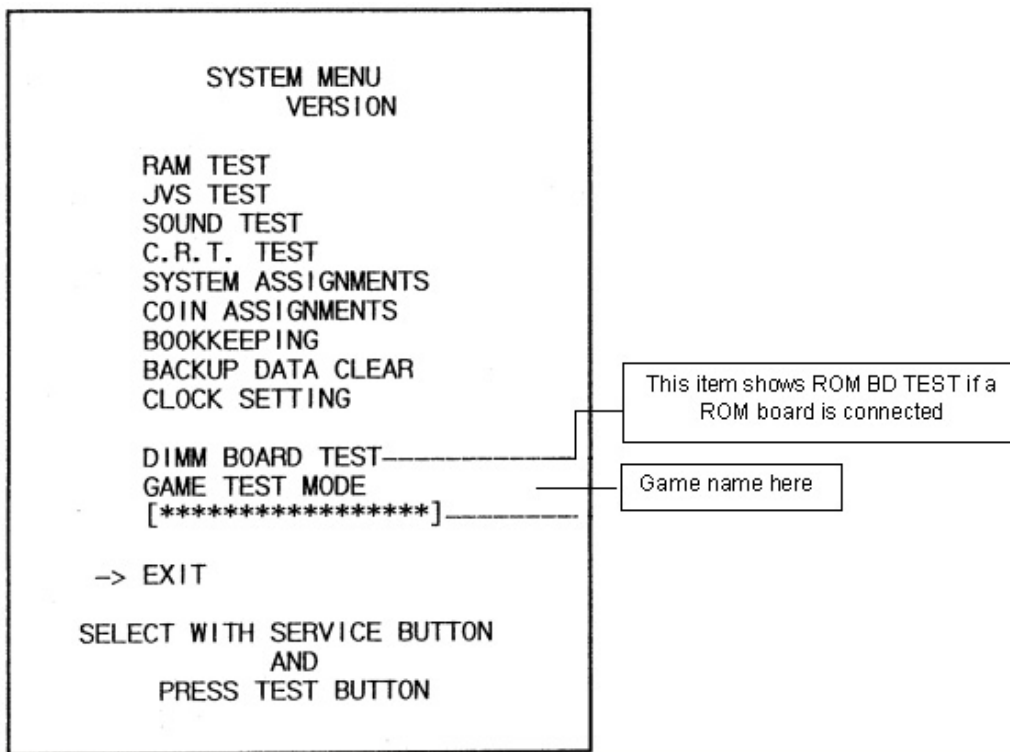 SYSTEM MENU
VERSION
RAM TEST
JVS TEST
SOUND TEST
C.R.T. TEST
SYSTEM ASSIGNMENTS
COIN ASSIGNMENTS
BOOKKEEPING
BACKUP DATA CLEAR
CLOCK SETTING
DIMM BOARD TEST
This item shows ROM BD TEST if a
ROM board is connected
GAME TEST MODE
Game name here
[******************]
-> EXIT
SELECT WITH SERVICE BUTTON
AND
PRESS TEST BUTTON